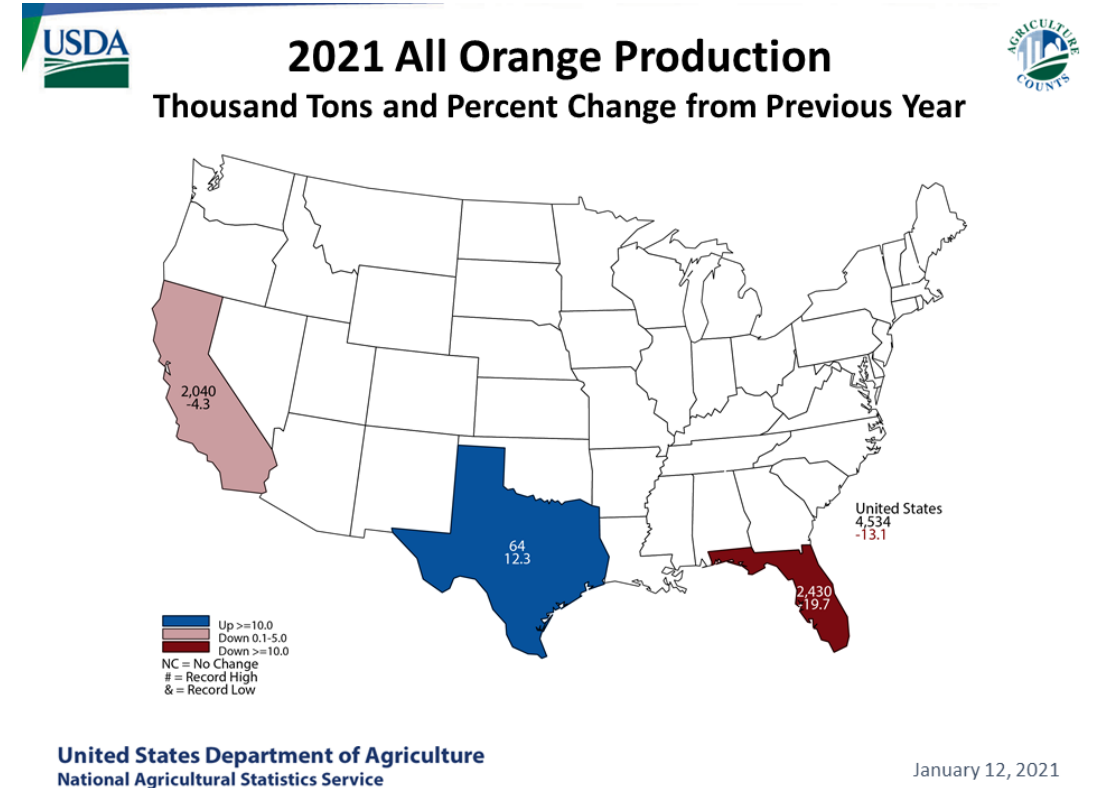 USDA
AGRICULTURE
COUNTS
2021 All Orange Production
Thousand Tons and Percent Change from Previous Year
2,040
-4.3
64
12.3
United States
4,534
-13.1
2,430
-19.7
Up >=10.0
Down 0.1-5.0
Down >=10.0
NC = No Change
# = Record High
& = Record Low
United States Department of Agriculture
National Agricultural Statistics Service
January 12, 2021